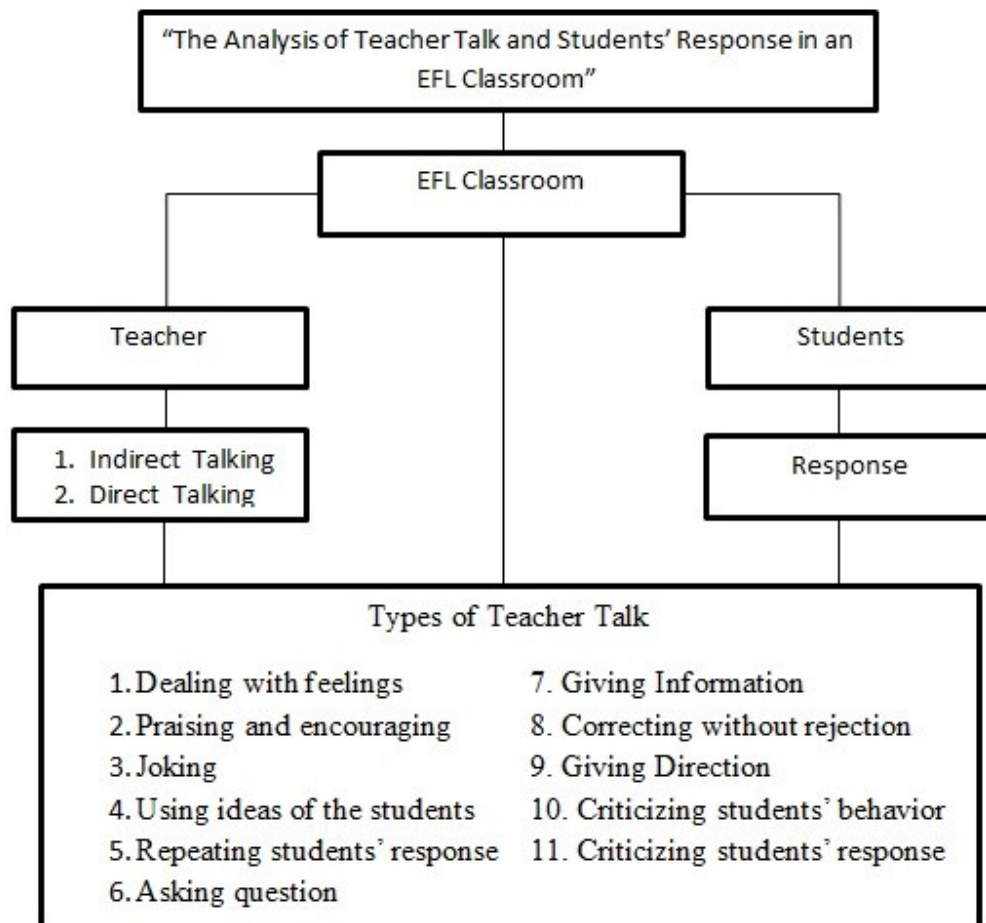 “The Analysis of Teacher Talk and Students’ Response in an
EFL Classroom”
EFL Classroom
Teacher
Students
1. Indirect Talking
2. Direct Talking
Response
Types of Teacher Talk
1. Dealing with feelings
2. Praising and encouraging
3. Joking
4. Using ideas of the students
5. Repeating students’ response
6. Asking question
7. Giving Information
8. Correcting without rejection
9. Giving Direction
10. Criticizing students’ behavior
11. Criticizing students’ response